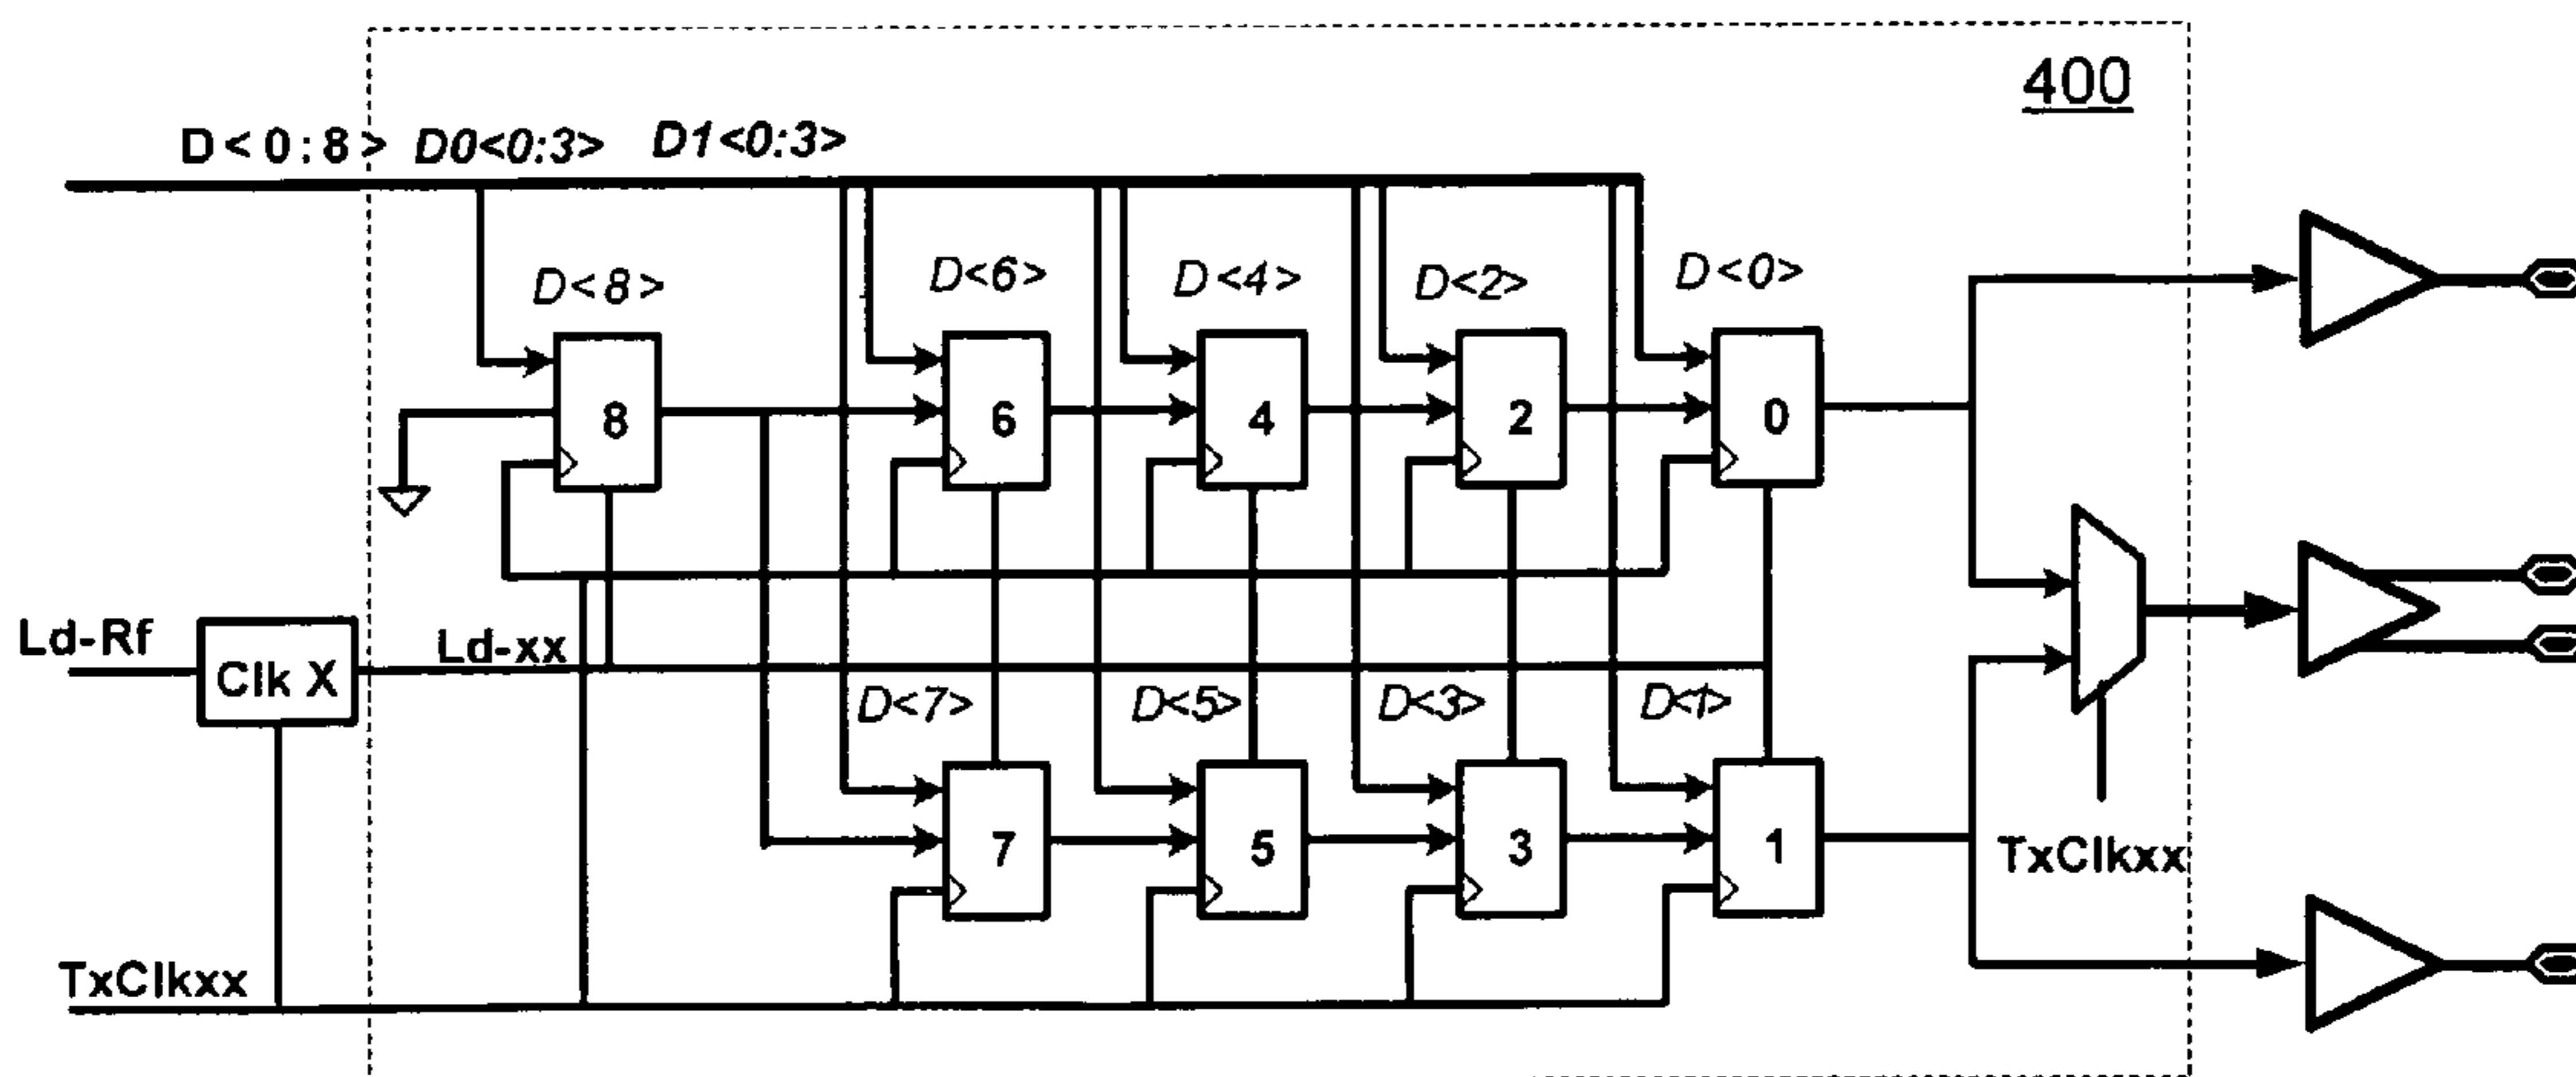 400
D<0:8> D0<0:3> D1<0:3>
D<8> D<6> D<4> D<2> D<0>
8 6 4 2 0
Ld-Rf Clk X Ld-xx
D<7> D<5> D<3> D<1>
7 5 3 1
TxClkxx
TxClkxx